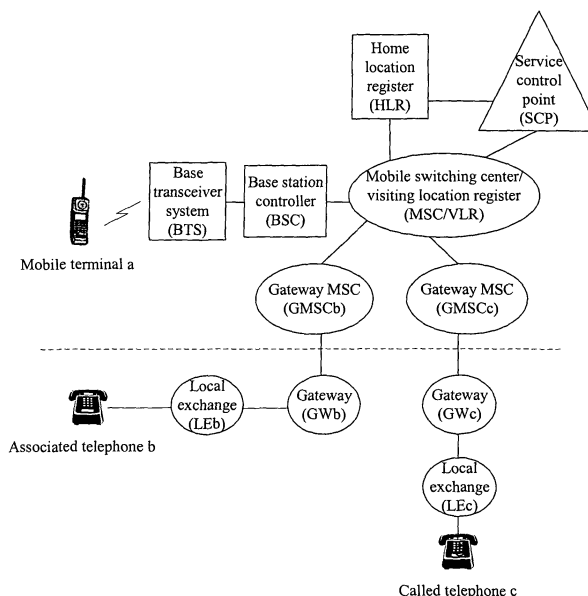 Home
location
register
(HLR)
Service
control
point
(SCP)
Base
transceiver
system
(BTS)
Base station
controller
(BSC)
Mobile switching center/
visiting location register
(MSC/VLR)
Mobile terminal a
Gateway MSC
(GMSCb)
Gateway MSC
(GMSCc)
Local
exchange
(LEb)
Gateway
(GWb)
Gateway
(GWc)
Associated telephone b
Local
exchange
(LEc)
Called telephone c